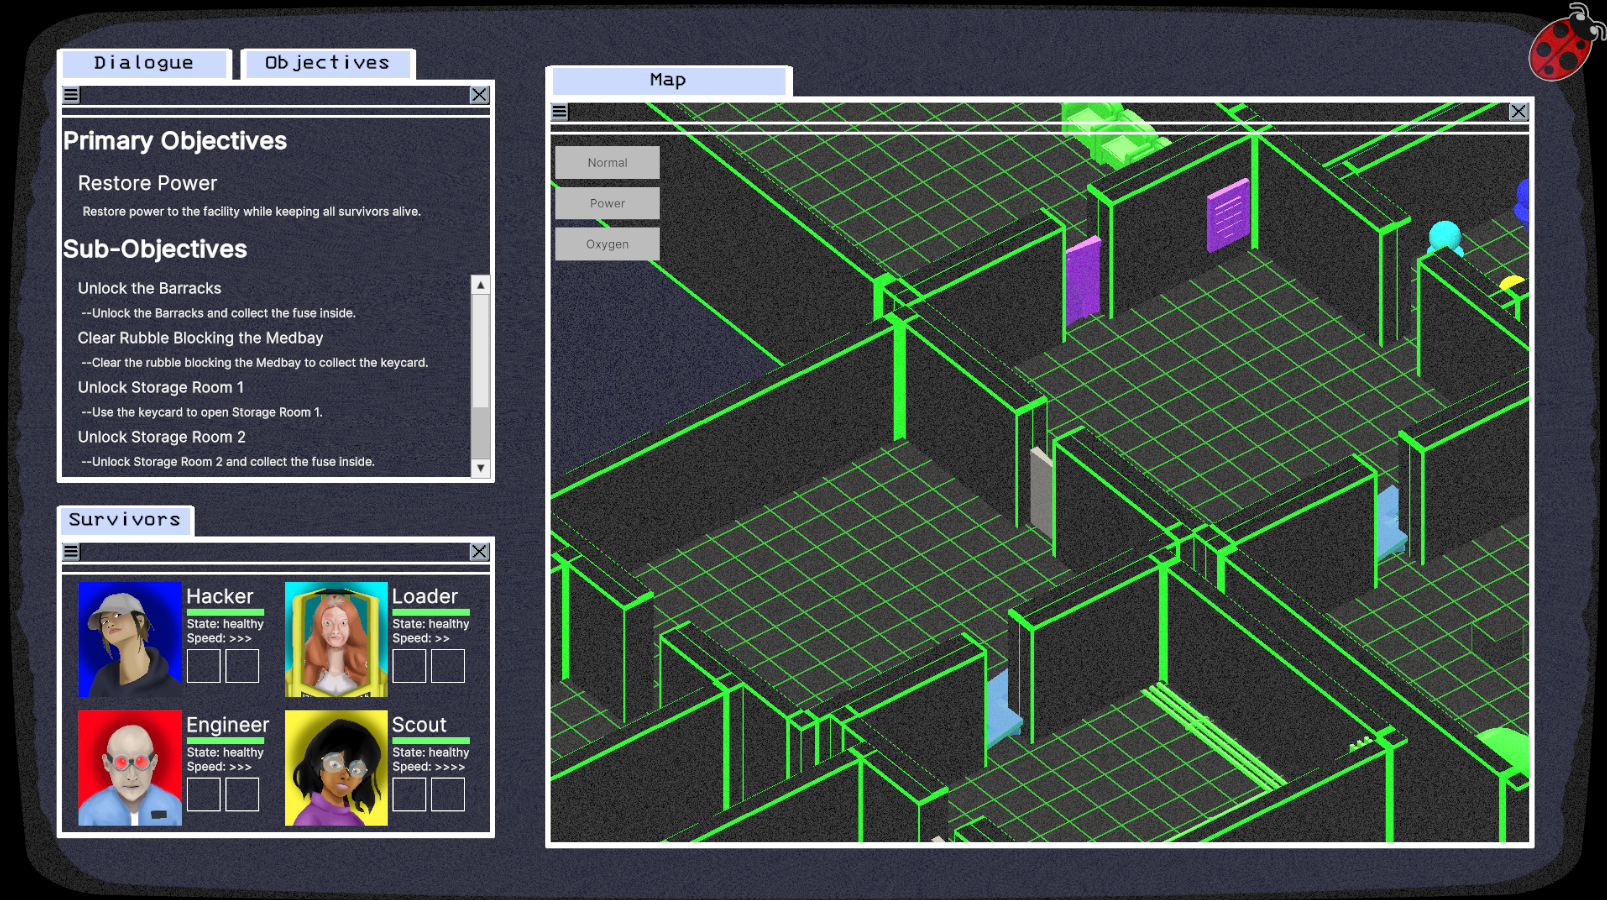 Dialogue
Objectives
Primary Objectives
Restore Power
Restore power to the facility while keeping all survivors alive.
Sub-Objectives
Unlock the Barracks
--Unlock the Barracks and collect the fuse inside.
Clear Rubble Blocking the Medbay
--Clear the rubble blocking the Medbay to collect the keycard.
Unlock Storage Room 1
--Use the keycard to open Storage Room 1.
Unlock Storage Room 2
--Unlock Storage Room 2 and collect the fuse inside.
Survivors
Hacker
State: healthy
Speed: >>>
Loader
State: healthy
Speed: >>
Engineer
State: healthy
Speed: >>>
Scout
State: healthy
Speed: >>>>
Map
Normal
Power
Oxygen